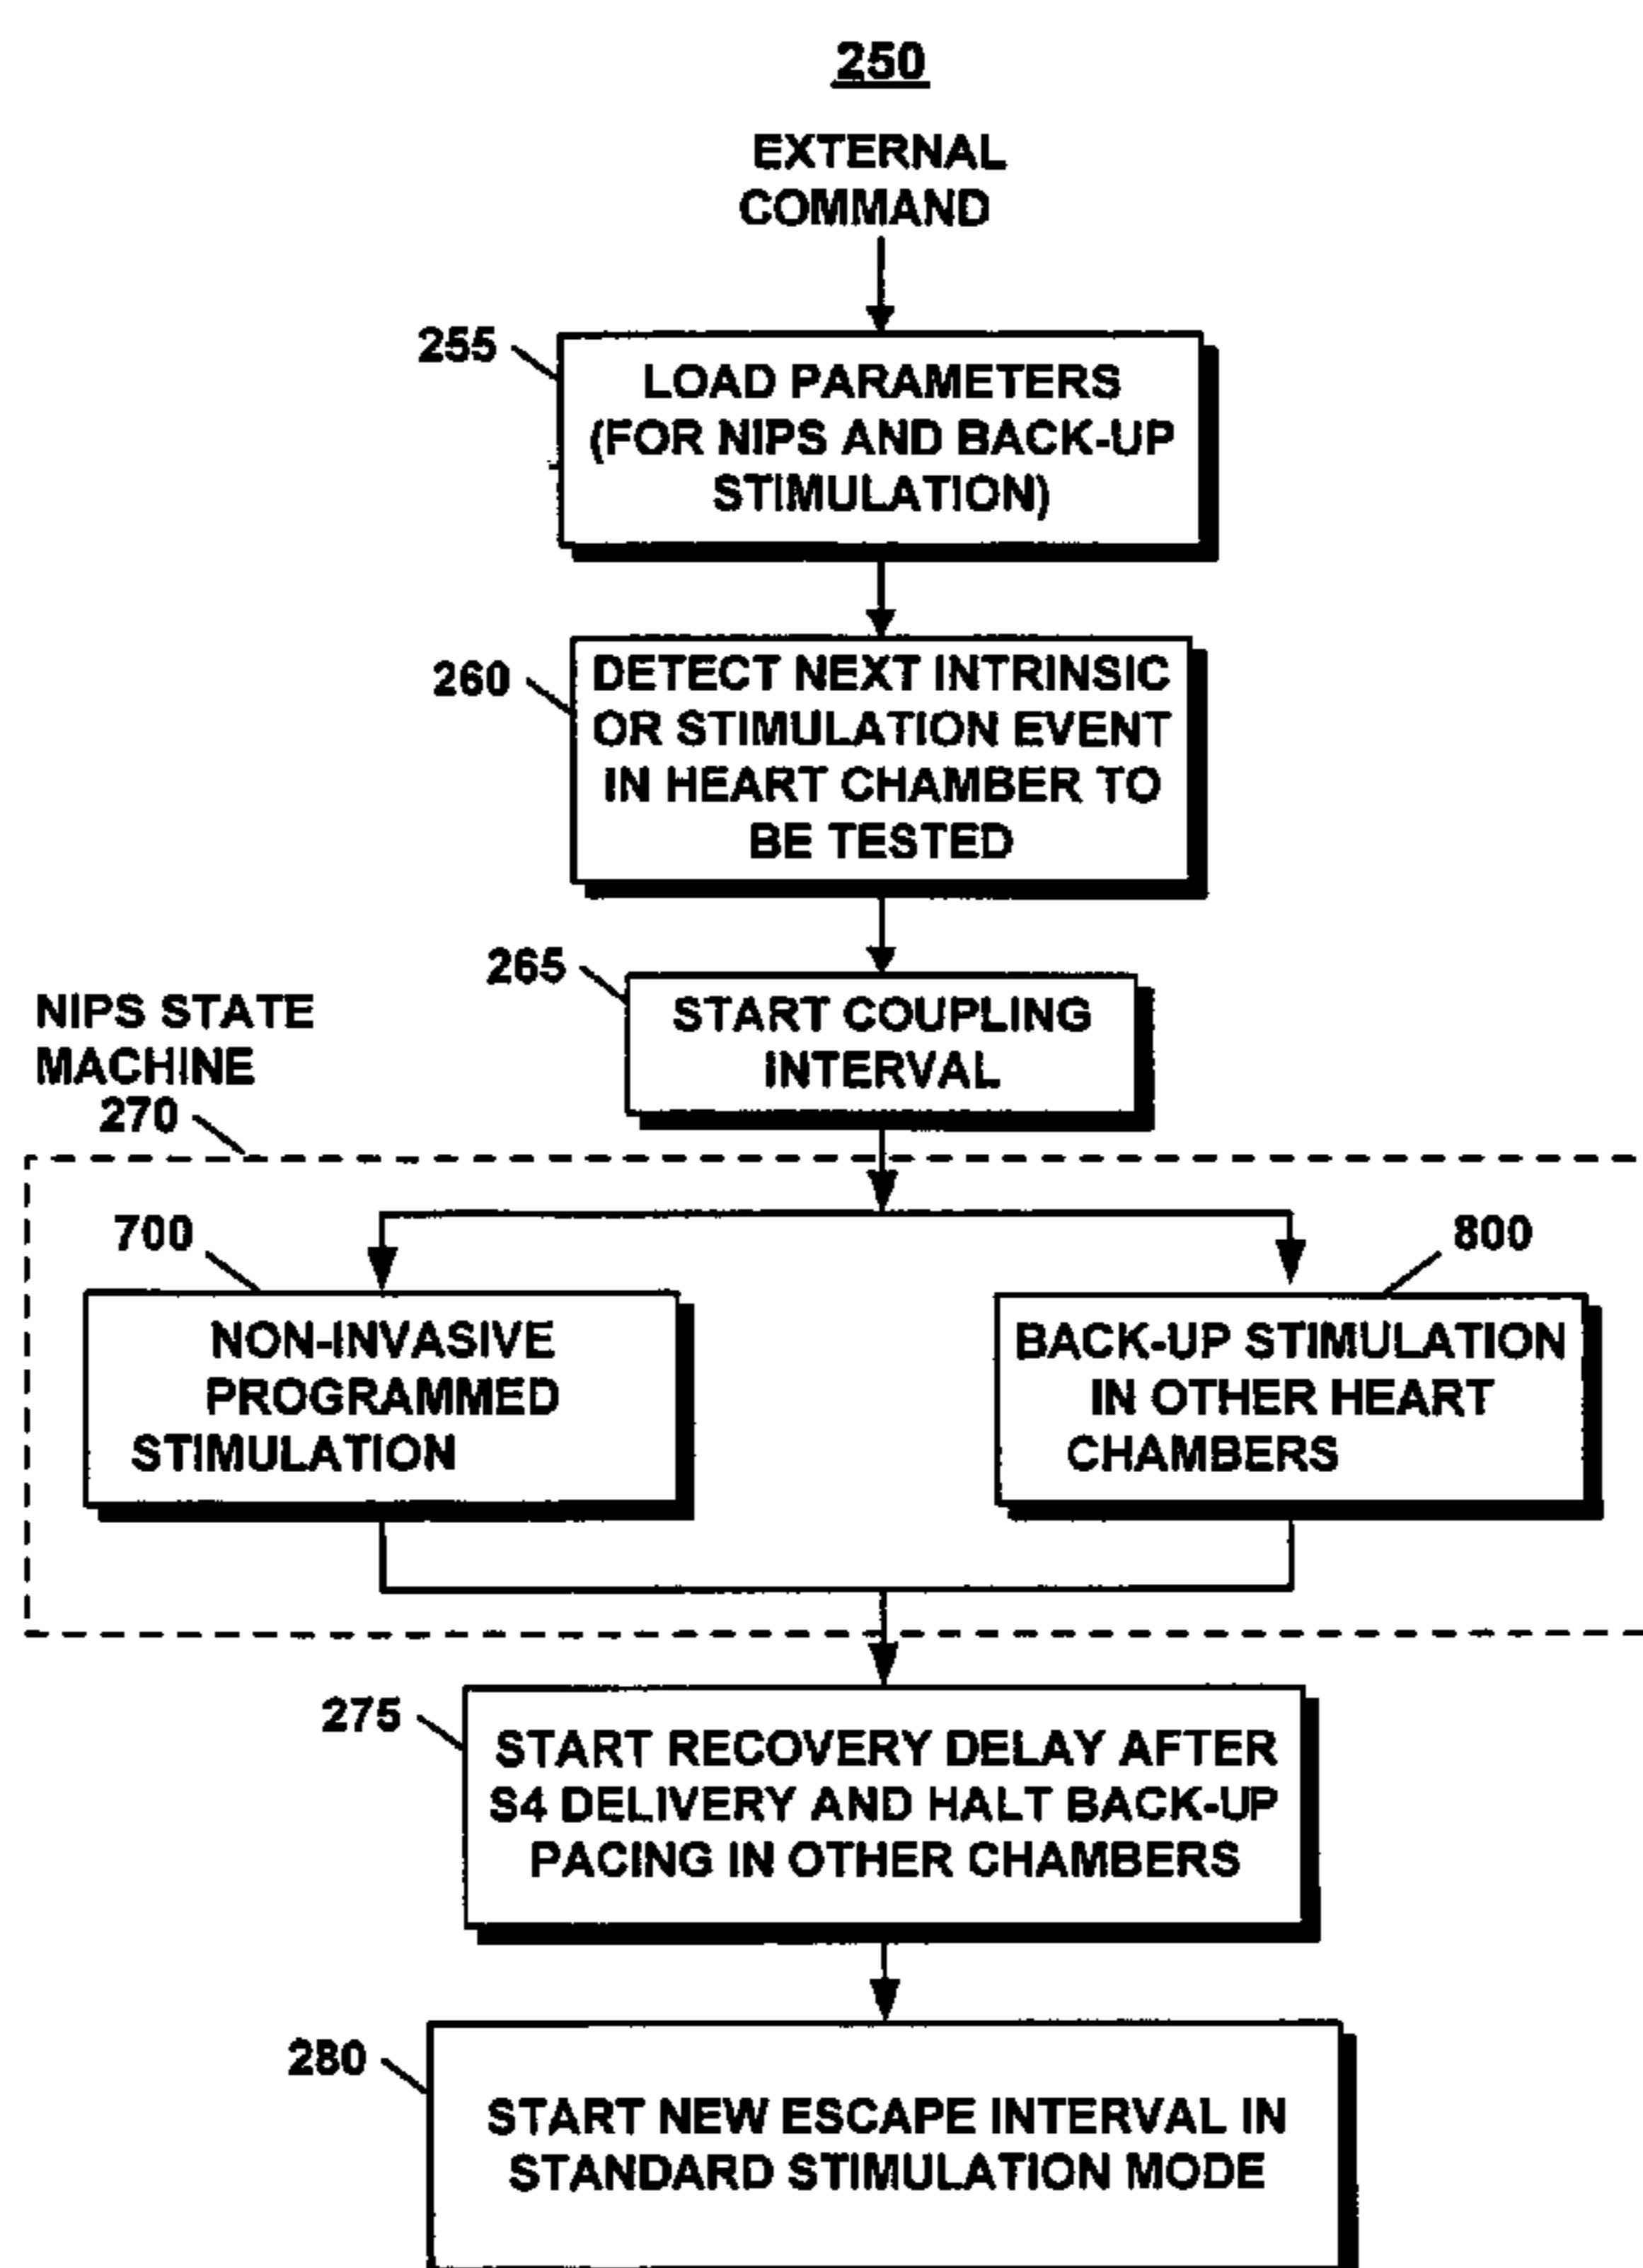 250
EXTERNAL
COMMAND
255
LOAD PARAMETERS
(FOR NIPS AND BACK-UP
STIMULATION)
260
DETECT NEXT INTRINSIC
OR STIMULATION EVENT
IN HEART CHAMBER TO
BE TESTED
265
START COUPLING
INTERVAL
NIPS STATE
MACHINE
270
700
NON-INVASIVE
PROGRAMMED
STIMULATION
800
BACK-UP STIMULATION
IN OTHER HEART
CHAMBERS
275
START RECOVERY DELAY AFTER
S4 DELIVERY AND HALT BACK-UP
PACING IN OTHER CHAMBERS
280
START NEW ESCAPE INTERVAL IN
STANDARD STIMULATION MODE